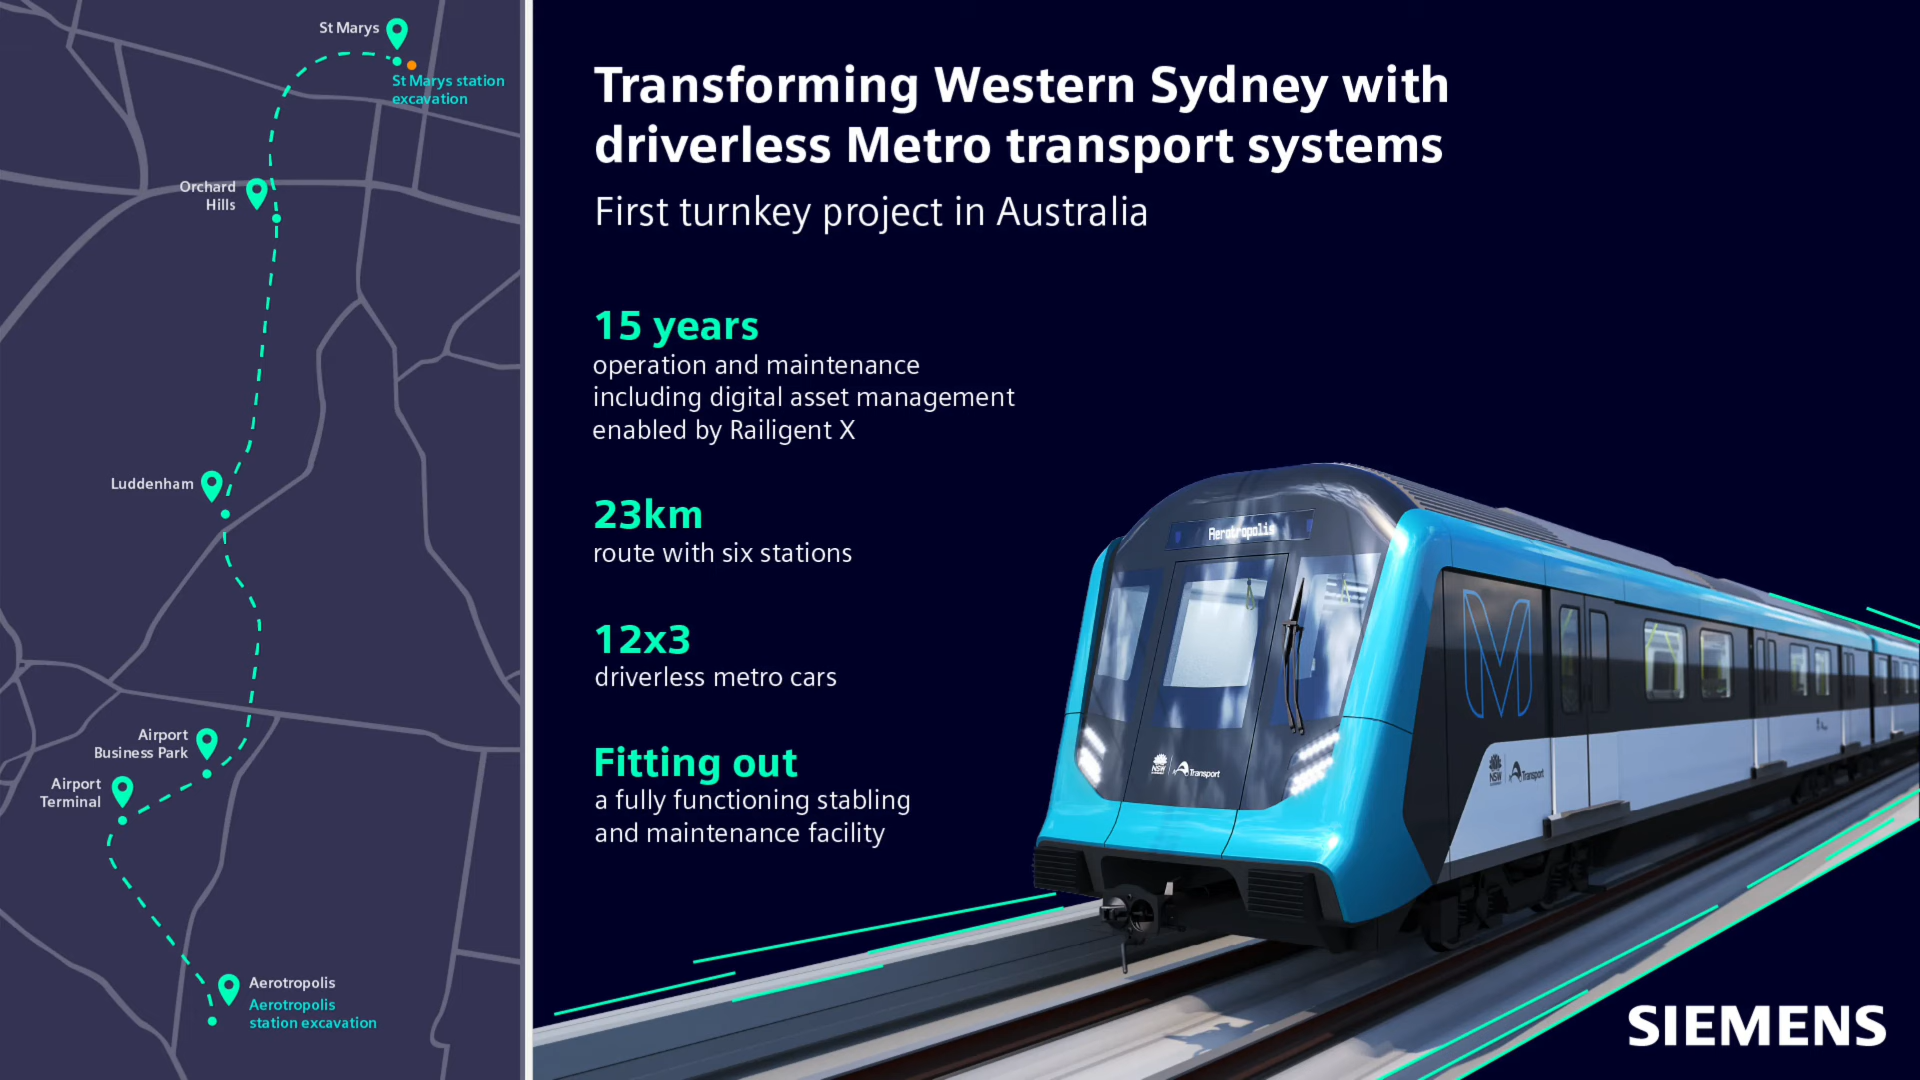 St Marys
St Marys station
excavation
Orchard
Hills
Luddenham
Airport
Business Park
Airport
Terminal
Aerotropolis
Aerotropolis
station excavation
Transforming Western Sydney with
driverless Metro transport systems
First turnkey project in Australia
15 years
operation and maintenance
including digital asset management
enabled by Railigent X
23km
route with six stations
12x3
driverless metro cars
Fitting out
a fully functioning stabling
and maintenance facility
Aerotropolis
M
NSW
Transport
NSW
Transport
SIEMENS